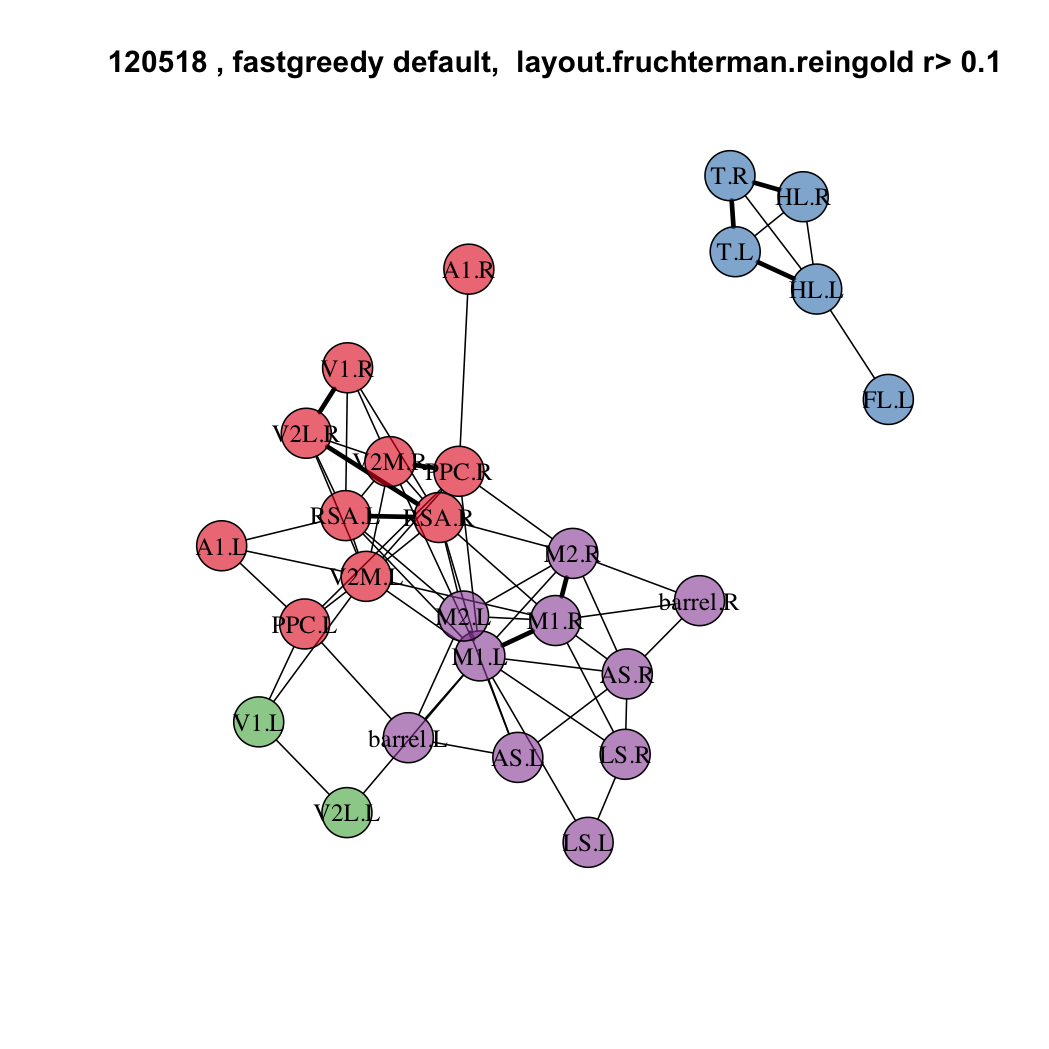 120518 , fastgreedy default,  layout.fruchterman.reingold r> 0.1
T.R
HL.R
T.L
A1.R
HL.L
V1.R
FL.L
V2L.R
V2M.R
PPC.R
RSA.L
RSA.R
A1.L
M2.R
V2M.L
barrel.R
M2.L
M1.R
PPC.L
M1.L
AS.R
V1.L
barrel.L
AS.L
LS.R
V2L.L
LS.L